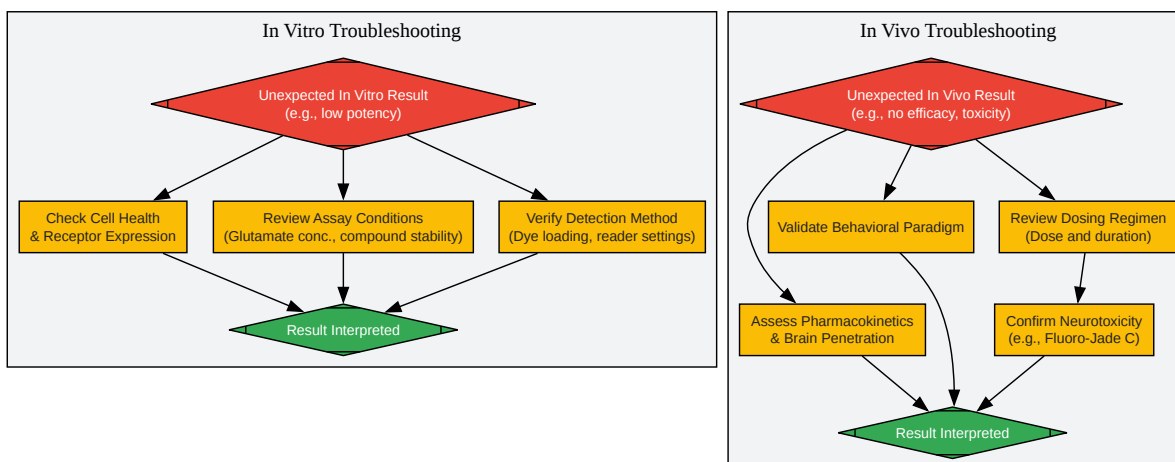 In Vitro Troubleshooting
Unexpected In Vitro Result
(e.g., low potency)
Check Cell Health
& Receptor Expression
Review Assay Conditions
(Glutamate conc., compound stability)
Verify Detection Method
(Dye loading, reader settings)
Result Interpreted
In Vivo Troubleshooting
Unexpected In Vivo Result
(e.g., no efficacy, toxicity)
Validate Behavioral Paradigm
Review Dosing Regimen
(Dose and duration)
Assess Pharmacokinetics
& Brain Penetration
Confirm Neurotoxicity
(e.g., Fluoro-Jade C)
Result Interpreted